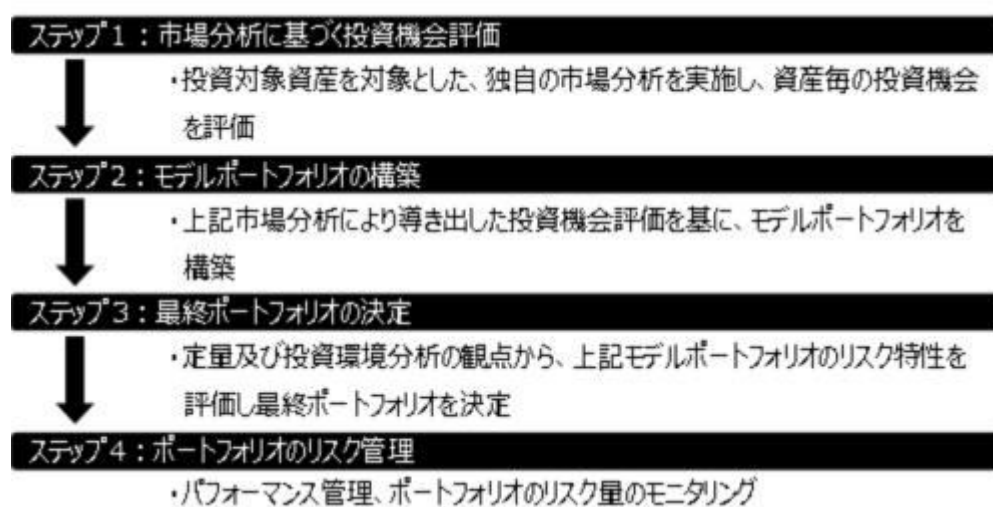 ステップ1：市場分析に基づく投資機会評価
・投資対象資産を対象とした、独自の市場分析を実施し、資産毎の投資機会
を評価
ステップ2：モデルポートフォリオの構築
・上記市場分析により導き出した投資機会評価を基に、モデルポートフォリオを
構築
ステップ3：最終ポートフォリオの決定
・定量及び投資環境分析の観点から、上記モデルポートフォリオのリスク特性を
評価し最終ポートフォリオを決定
ステップ4：ポートフォリオのリスク管理
・パフォーマンス管理、ポートフォリオのリスク量のモニタリング